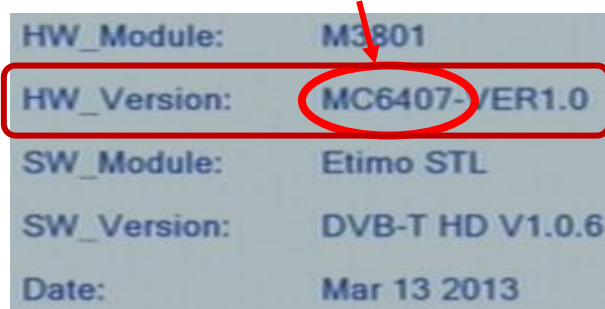 HW_Module: M3801
HW_Version: MC6407-VER1.0
SW_Module: Etimo STL
SW_Version: DVB-T HD V1.0.6
Date: Mar 13 2013